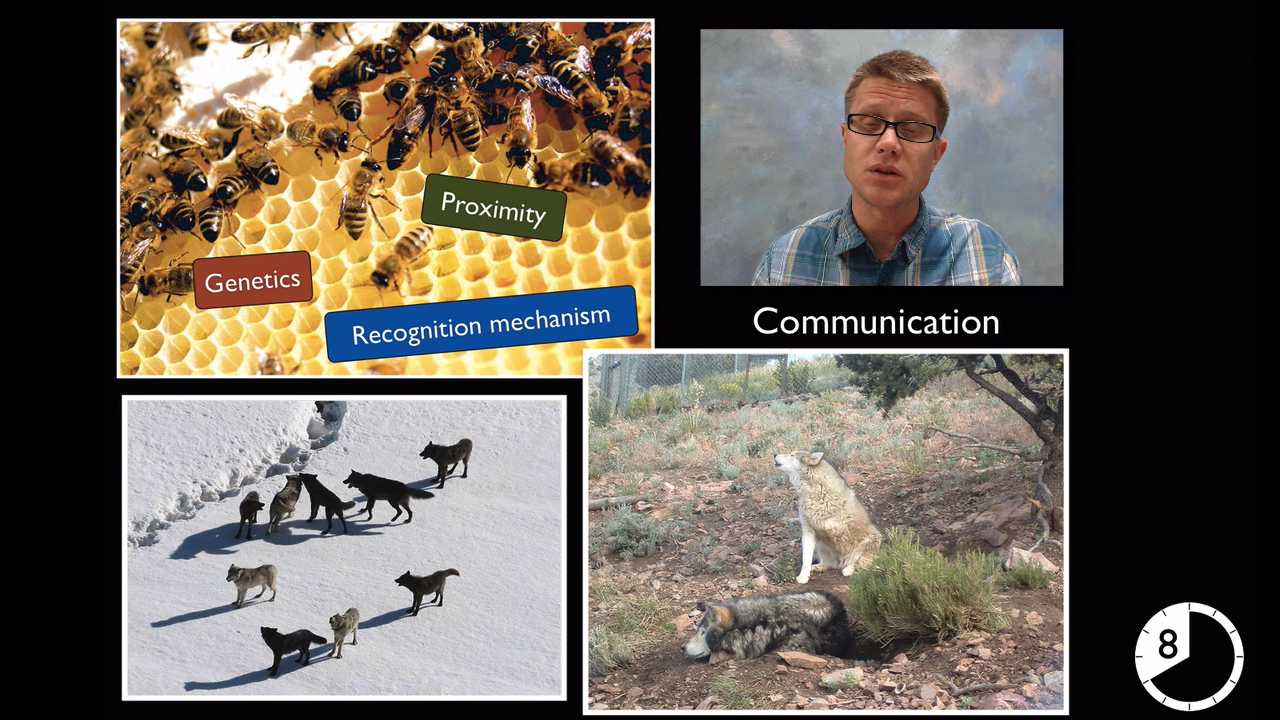 Proximity
Genetics
Recognition mechanism
Communication
8